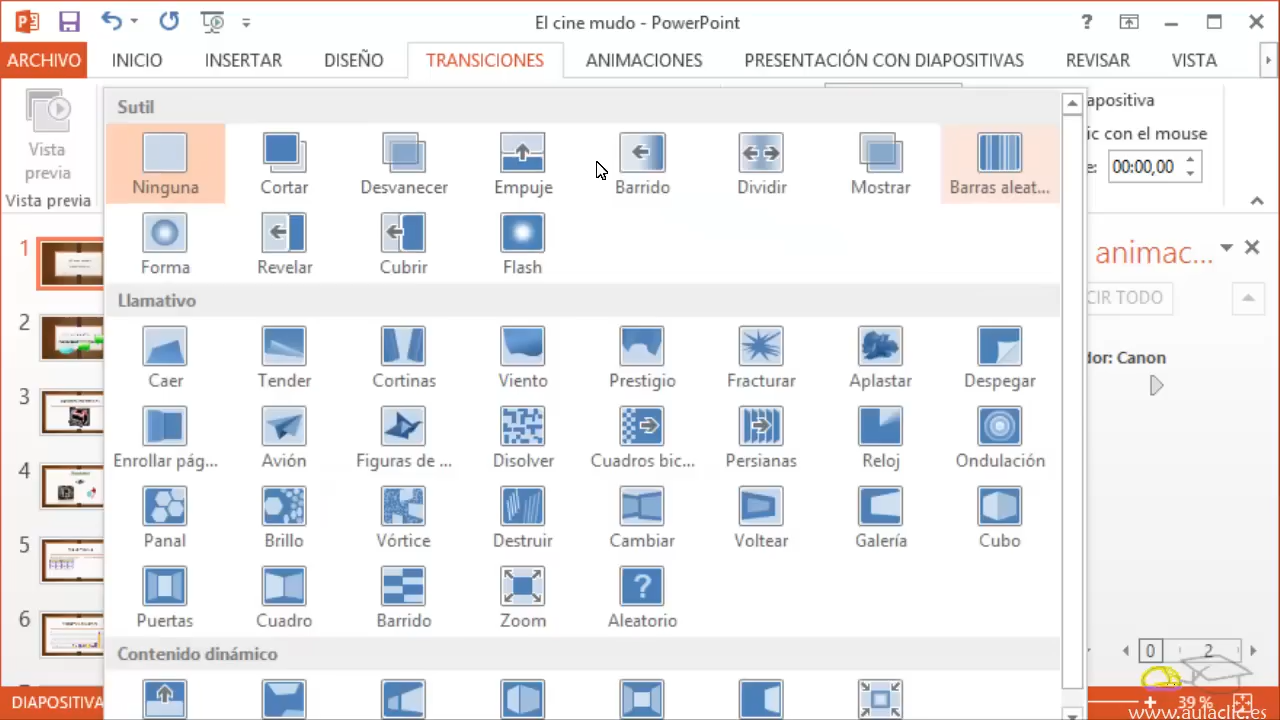 El cine mudo - PowerPoint
?
ARCHIVO INICIO INSERTAR DISEÑO TRANSICIONES ANIMACIONES PRESENTACIÓN CON DIAPOSITIVAS REVISAR VISTA
Vista
previa
Vista previa
apositiva
ic con el mouse
e: 00:00,00
Sutil
Ninguna Cortar Desvanecer Empuje Barrido Dividir Mostrar Barras aleat...
Forma Revelar Cubrir Flash
Llamativo
Caer Tender Cortinas Viento Prestigio Fracturar Aplastar Despegar
Enrollar pág... Avión Figuras de ... Disolver Cuadros bic... Persianas Reloj Ondulación
Panal Brillo Vórtice Destruir Cambiar Voltear Galería Cubo
Puertas Cuadro Barrido Zoom Aleatorio
Contenido dinámico
1
2
3
4
5
6
animac...
CIR TODO
dor: Canon
0 2
DIAPOSITIVA
39 %
www.aulaclic.es